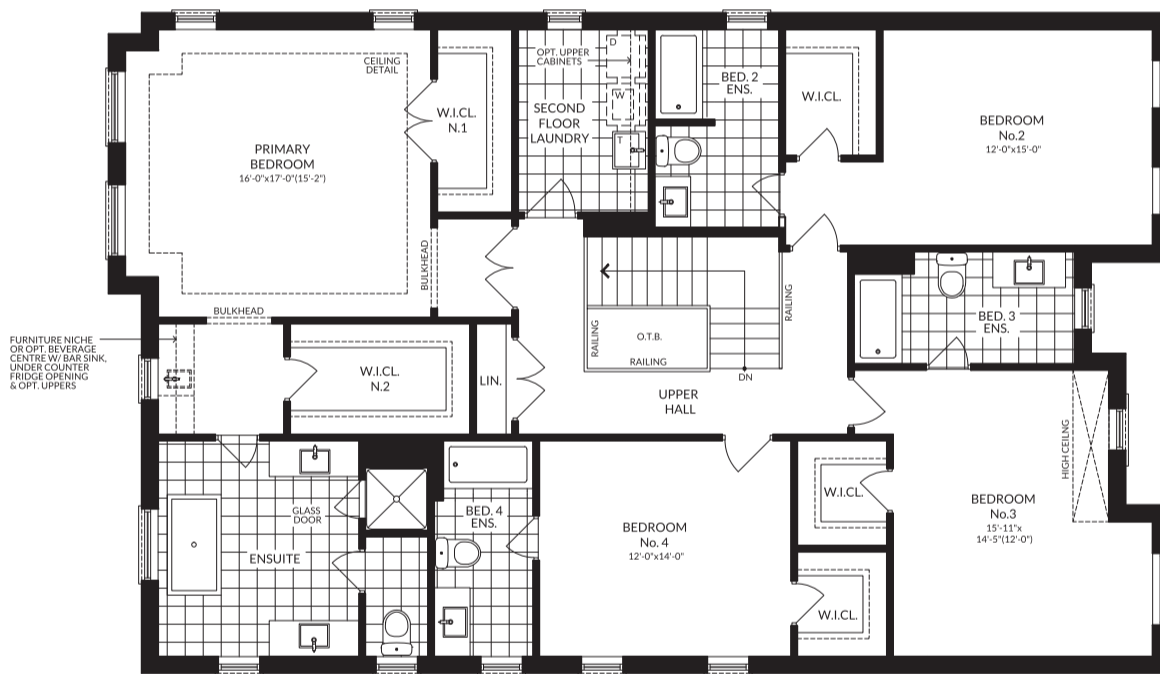 CEILING
DETAIL
PRIMARY
BEDROOM
16'-0"x17'-0"(15'-2")
W.I.CL.
N.1
OPT. UPPER
CABINETS
D
W
T
SECOND
FLOOR
LAUNDRY
BED. 2
ENS.
W.I.CL.
BEDROOM
No.2
12'-0"x15'-0"
BULKHEAD
BULKHEAD
FURNITURE NICHE
OR OPT. BEVERAGE
CENTRE W/ BAR SINK,
UNDER COUNTER
FRIDGE OPENING
& OPT. UPPERS
W.I.CL.
N.2
LIN.
RAILING
O.T.B.
RAILING
RAILING
DN
UPPER
HALL
BED. 3
ENS.
HIGH CEILNG
BEDROOM
No.3
15'-11"x
14'-5"(12'-0")
GLASS
DOOR
ENSUITE
BED. 4
ENS.
BEDROOM
No. 4
12'-0"x14'-0"
W.I.CL.
W.I.CL.